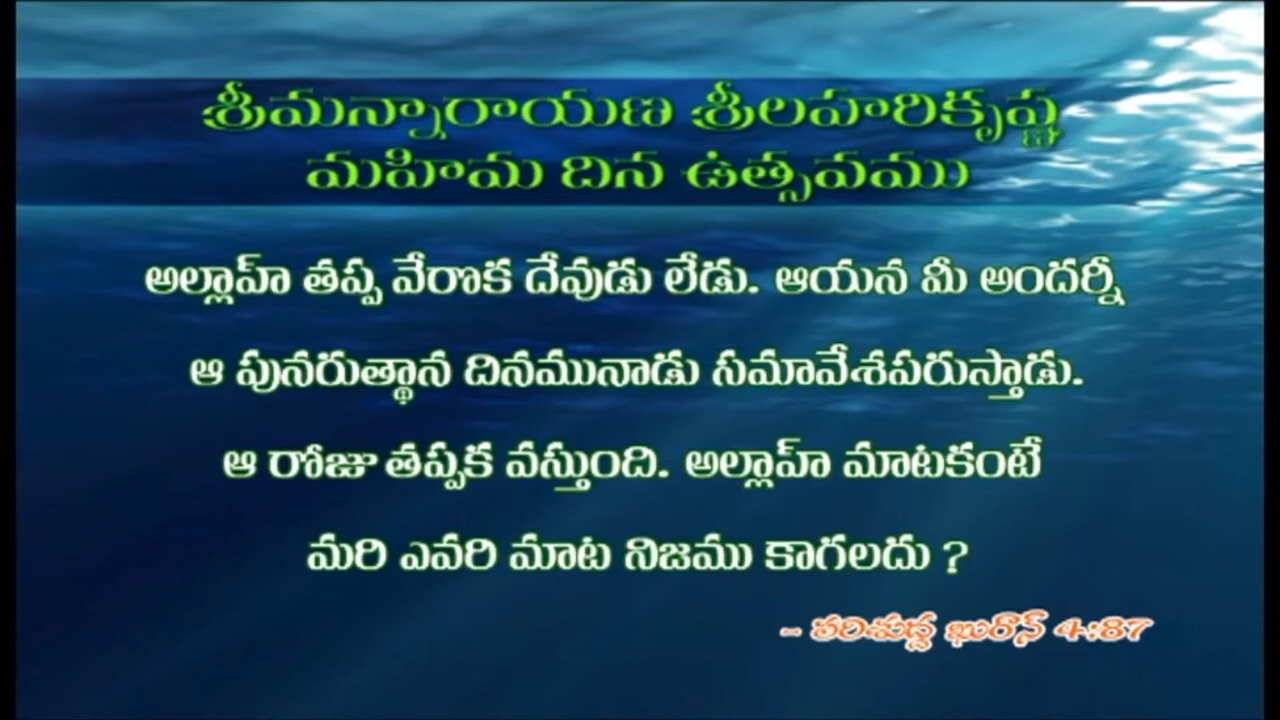 శ్రీమన్నారాయణ శ్రీలహరికృష్ణ
మహిమ దిన ఉత్సవము
అల్లాహ్ తప్ప వేరొక దేవుడు లేడు. ఆయన మీ అందర్నీ
ఆ పునరుత్థాన దినమునాడు సమావేశపరుస్తాడు.
ఆ రోజు తప్పక వస్తుంది. అల్లాహ్ మాటకంటే
మరి ఎవరి మాట నిజము కాగలదు ?
- పరిశుద్ధ ఖురాన్ 4:87